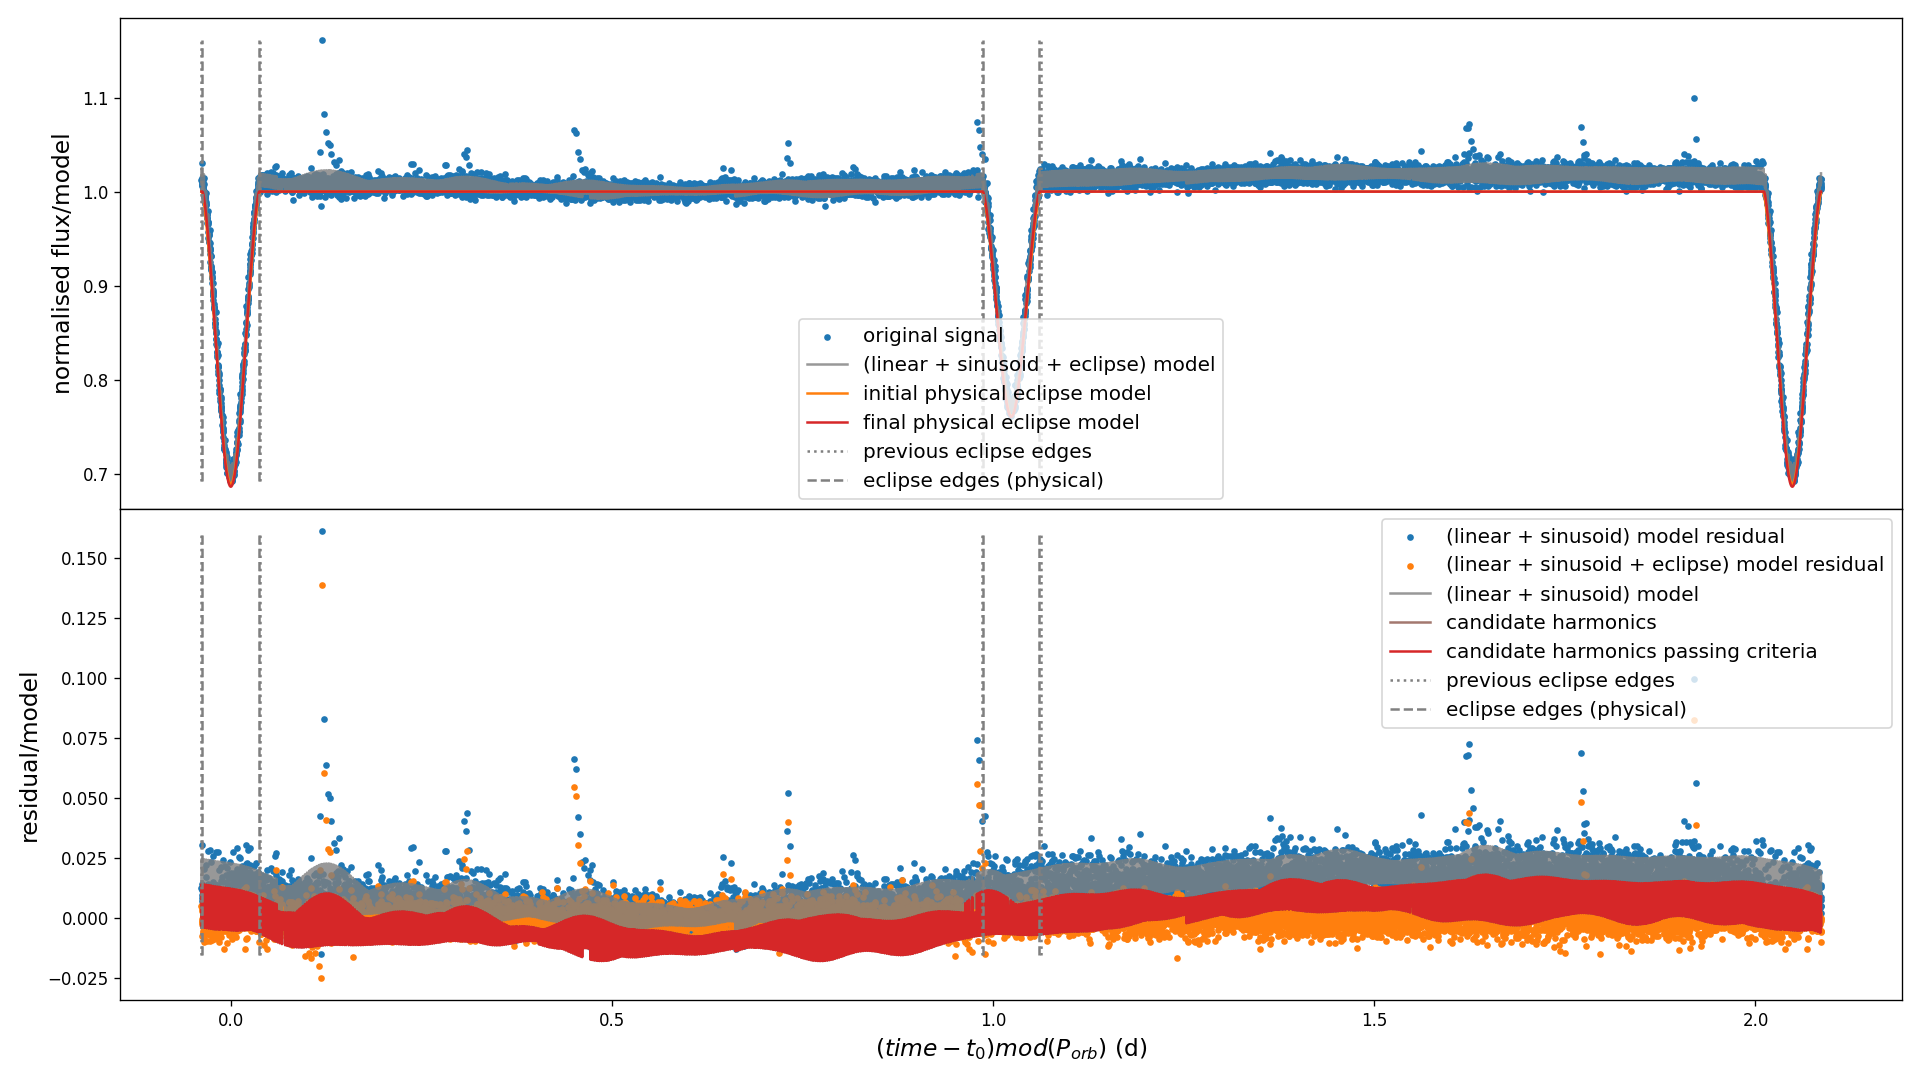 normalised flux/model
1.1
1.0
0.9
0.8
0.7
original signal
(linear + sinusoid + eclipse) model
initial physical eclipse model
final physical eclipse model
previous eclipse edges
eclipse edges (physical)
residual/model
0.150
0.125
0.100
0.075
0.050
0.025
0.000
−0.025
(linear + sinusoid) model residual
(linear + sinusoid + eclipse) model residual
(linear + sinusoid) model
candidate harmonics
candidate harmonics passing criteria
previous eclipse edges
eclipse edges (physical)
0.0 0.5 1.0 1.5 2.0
(time − t₀)mod(P_orb) (d)